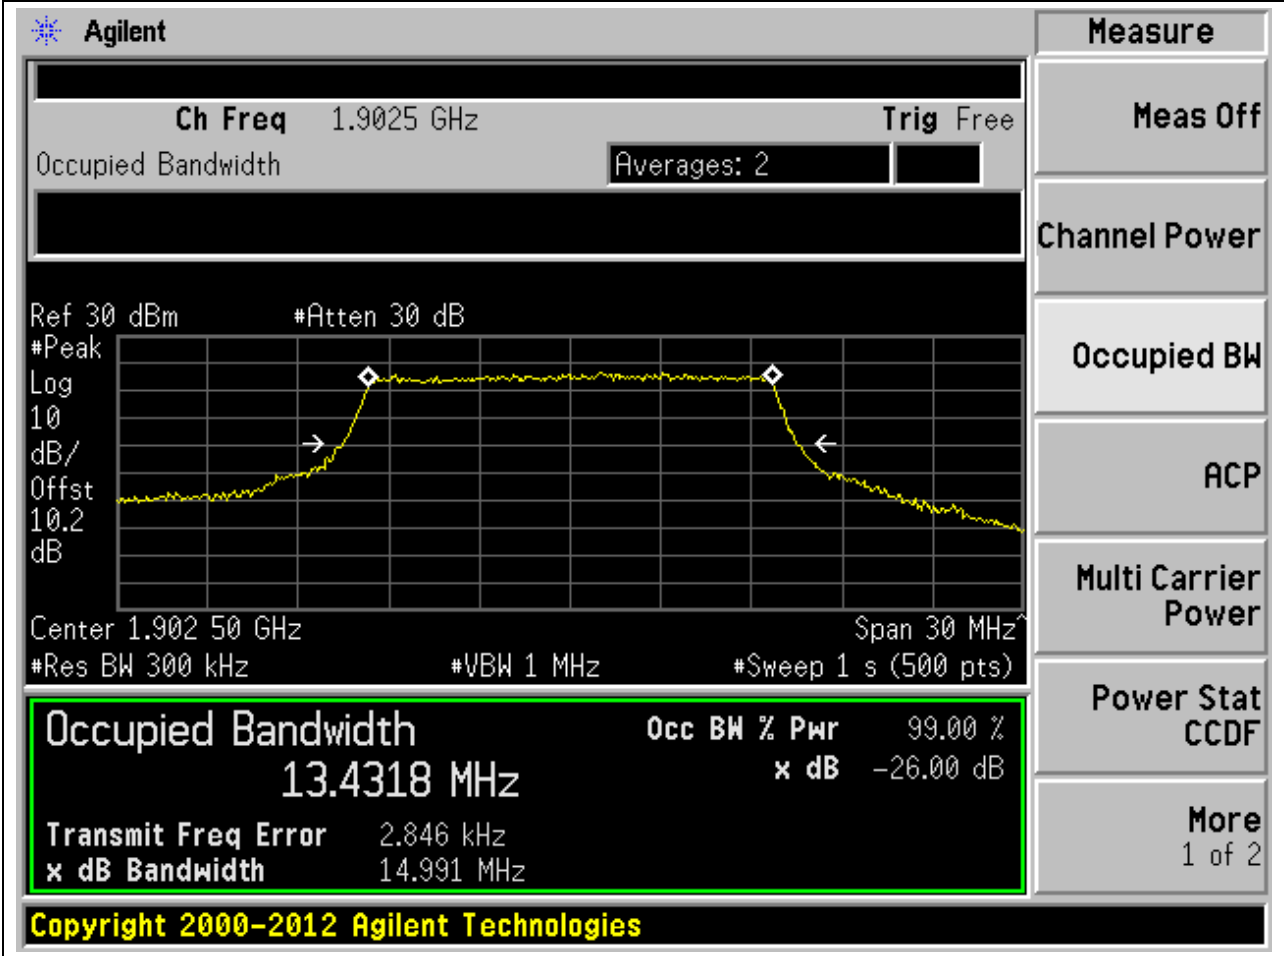 Agilent
Measure
Ch Freq 1.9025 GHz Trig Free
Occupied Bandwidth Averages: 2
Meas Off
Channel Power
Occupied BW
ACP
Multi Carrier
Power
Power Stat
CCDF
More
1 of 2
Ref 30 dBm #Atten 30 dB
#Peak
Log
10
dB/
Offst
10.2
dB
Center 1.902 50 GHz Span 30 MHz^
#Res BW 300 kHz #VBW 1 MHz #Sweep 1 s (500 pts)
Occupied Bandwidth Occ BW % Pwr 99.00 %
13.4318 MHz x dB -26.00 dB
Transmit Freq Error 2.846 kHz
x dB Bandwidth 14.991 MHz
Copyright 2000-2012 Agilent Technologies